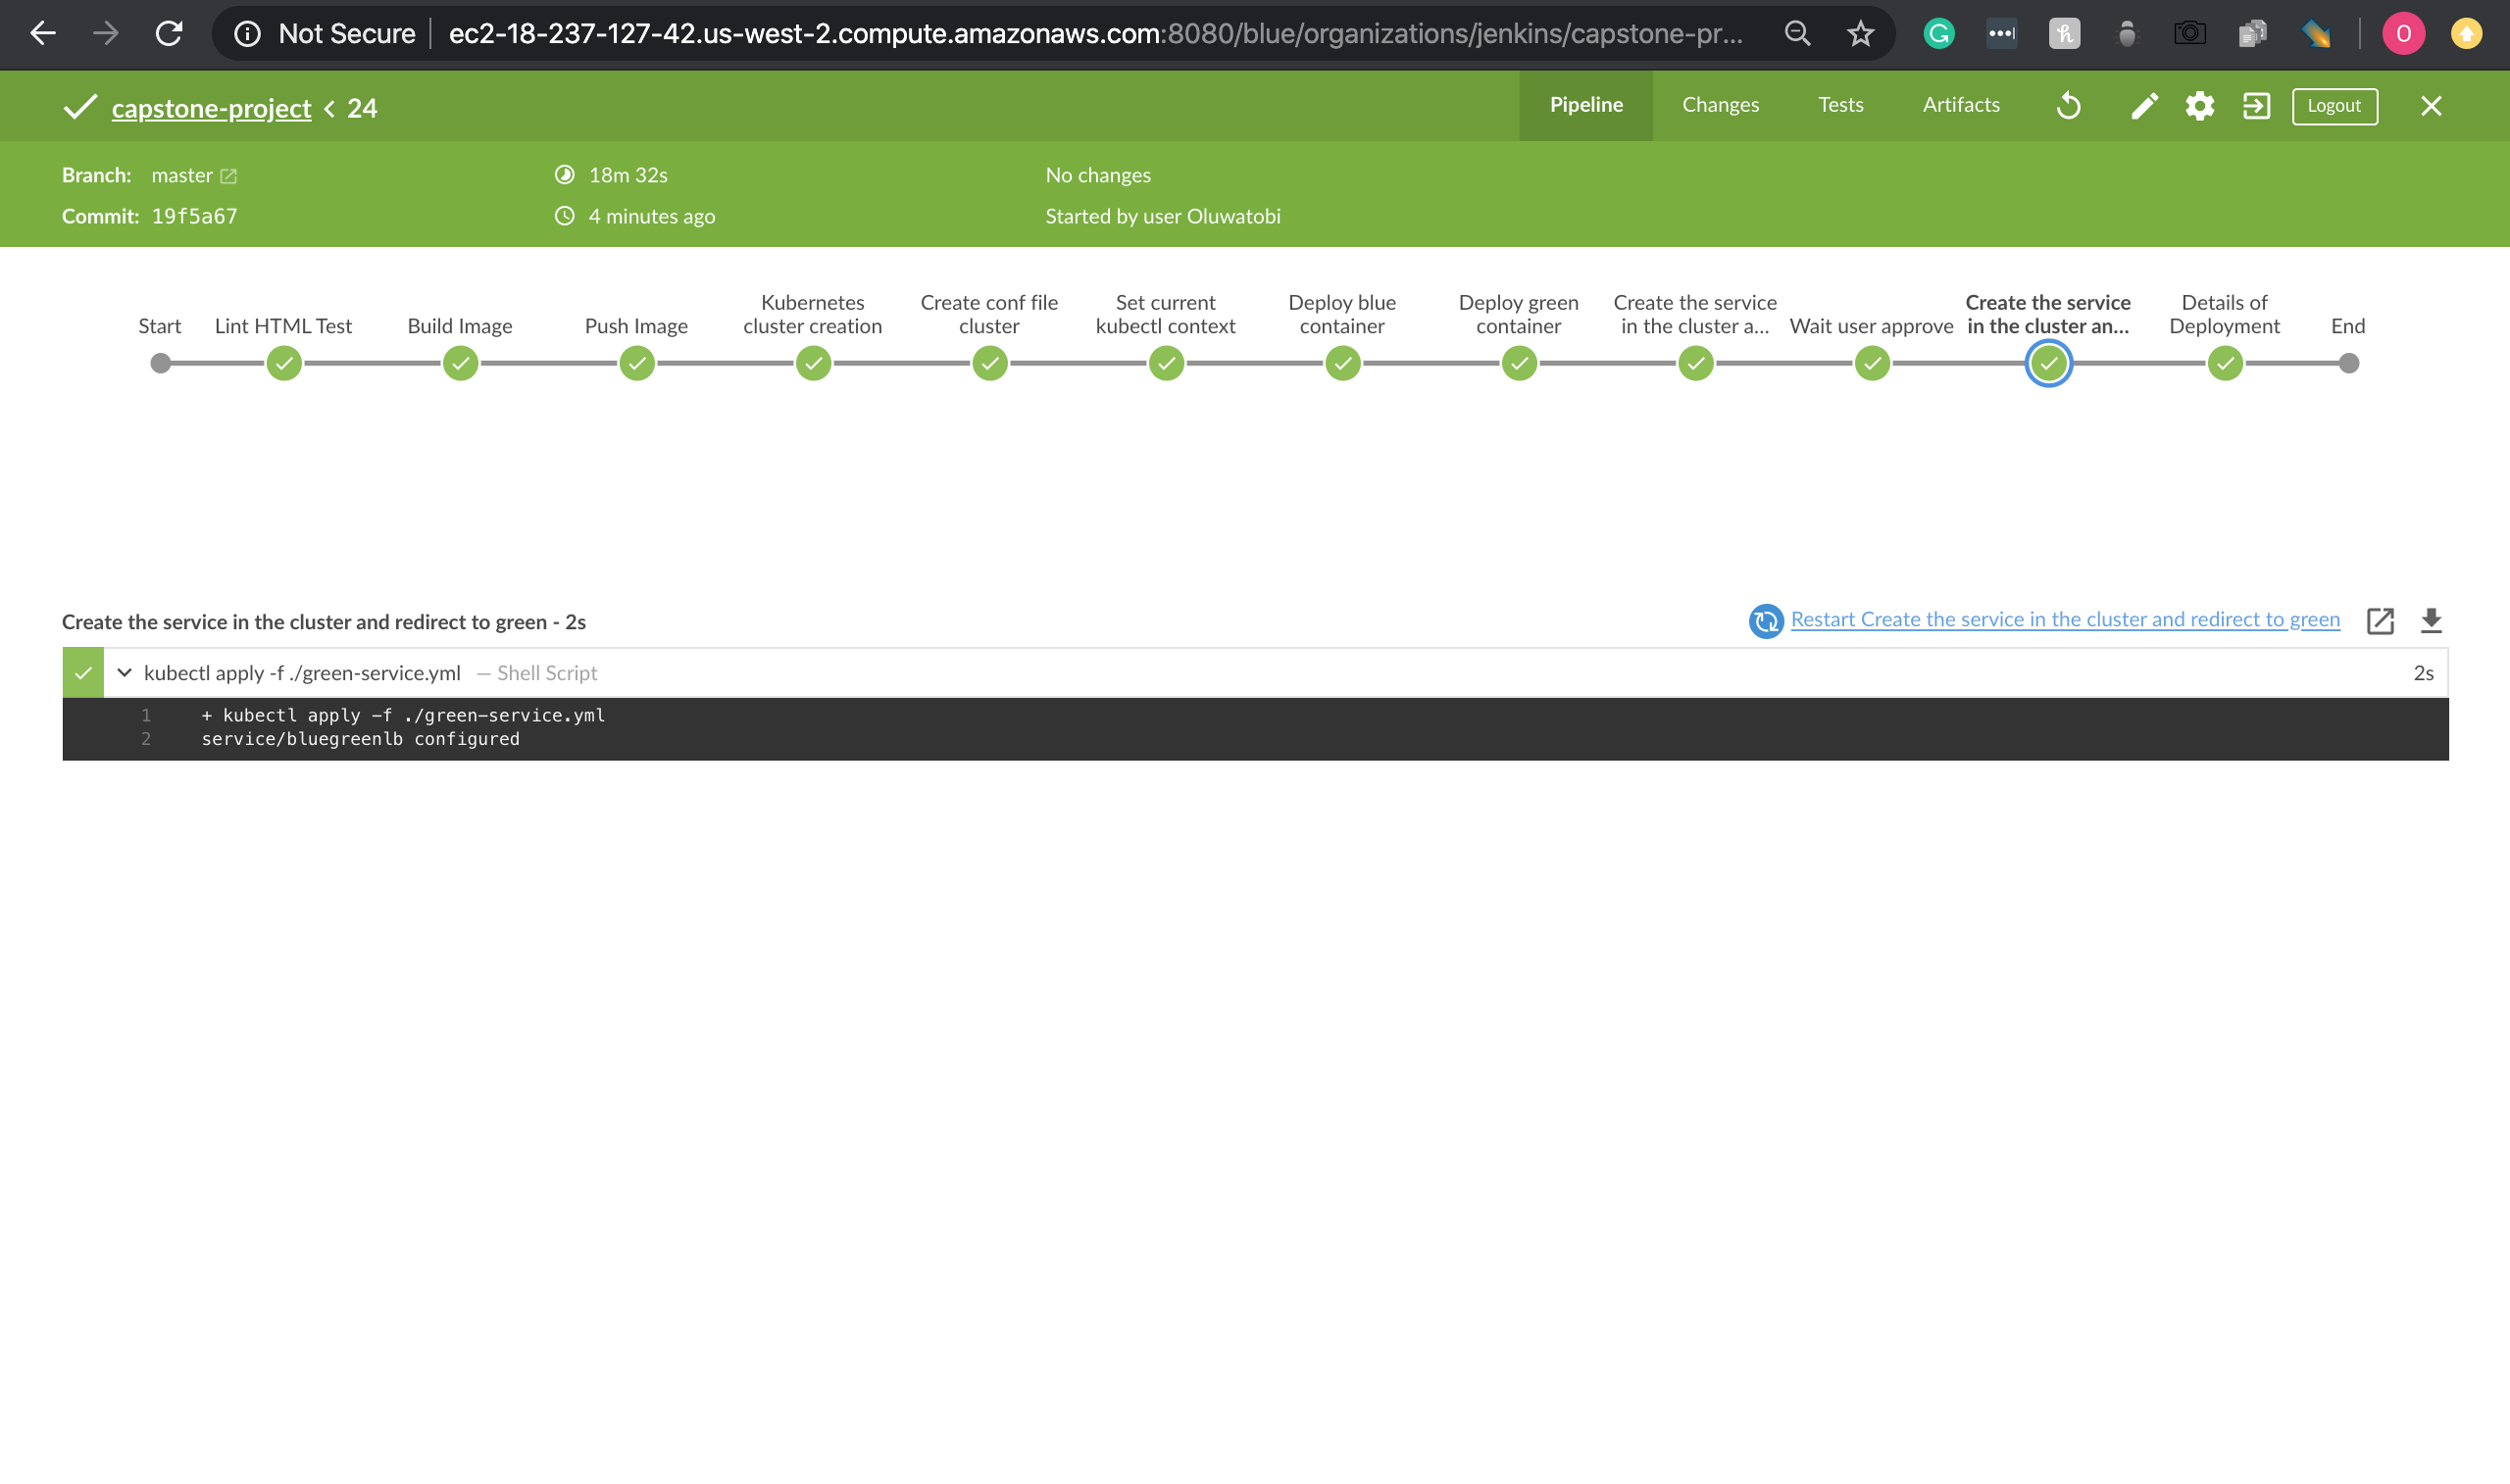 Not Secure ec2-18-237-127-42.us-west-2.compute.amazonaws.com:8080/blue/organizations/jenkins/capstone-pr... O
capstone-project < 24 Pipeline Changes Tests Artifacts Logout
Branch: master 18m 32s No changes
Commit: 19f5a67 4 minutes ago Started by user Oluwatobi
Start
Lint HTML Test
Build Image
Push Image
Kubernetes
cluster creation
Create conf file
cluster
Set current
kubectl context
Deploy blue
container
Deploy green
container
Create the service
in the cluster a...
Wait user approve
Create the service
in the cluster an...
Details of
Deployment
End
Create the service in the cluster and redirect to green - 2s Restart Create the service in the cluster and redirect to green
kubectl apply -f ./green-service.yml — Shell Script 2s
1 + kubectl apply -f ./green-service.yml
2 service/bluegreenlb configured